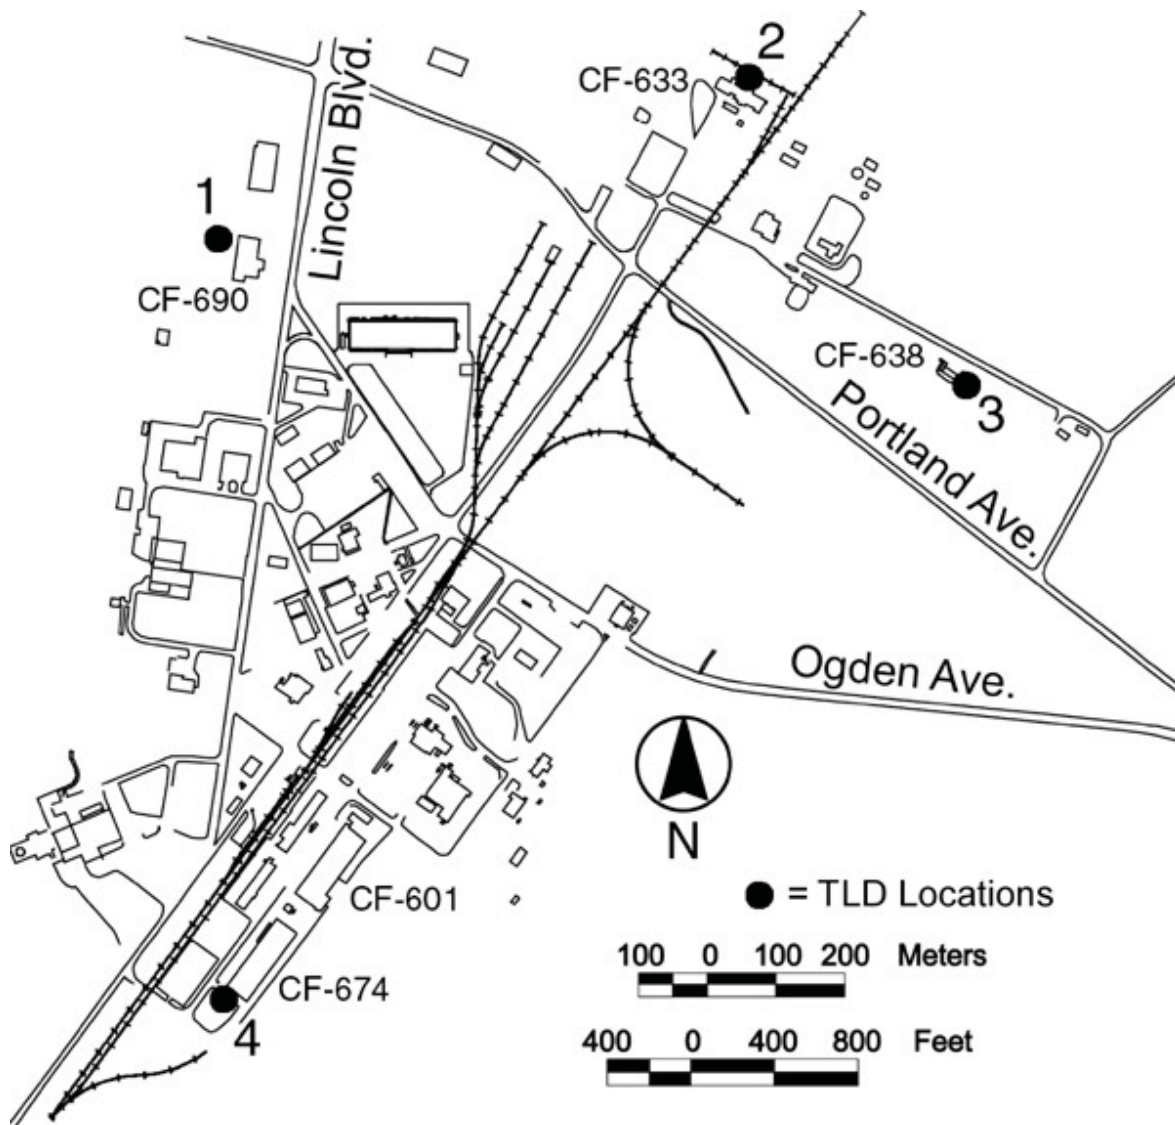 2
CF-633
Lincoln Blvd.
1
CF-690
CF-638
3
Portland Ave.
Ogden Ave.
N
CF-601
= TLD Locations
100 0 100 200 Meters
CF-674
4
400 0 400 800 Feet